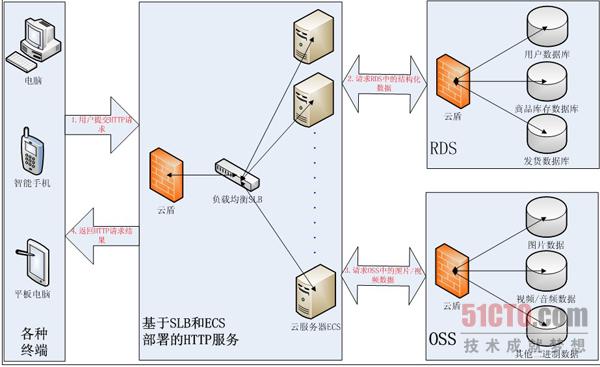 电脑
智能手机
平板电脑
各种
终端
1.用户提交HTTP请
求
4.返回HTTP请求结
果
云盾
负载均衡SLB
云服务器ECS
基于SLB和ECS
部署的HTTP服务
2.请求RDS中的结构化
数据
3.请求OSS中的图片/视
频数据
云盾
用户数据库
商品库存数据库
发货数据库
RDS
云盾
图片数据
视频/音频数据
其他二进制数据
OSS
51CTO.com
技术成就梦想